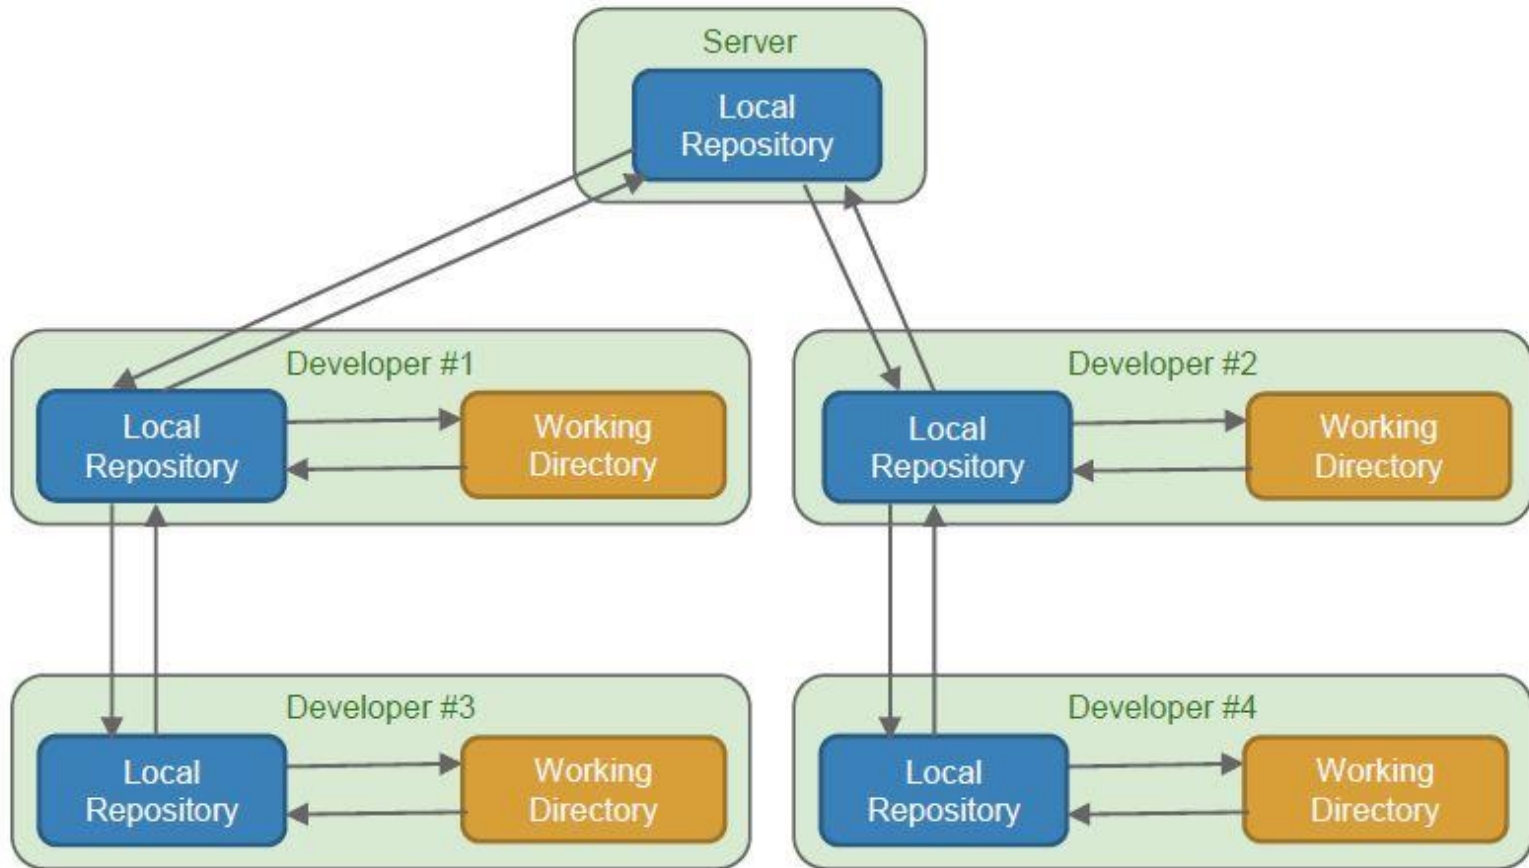 Server
Local
Repository
Developer #1
Local
Repository
Working
Directory
Developer #2
Local
Repository
Working
Directory
Developer #3
Local
Repository
Working
Directory
Developer #4
Local
Repository
Working
Directory